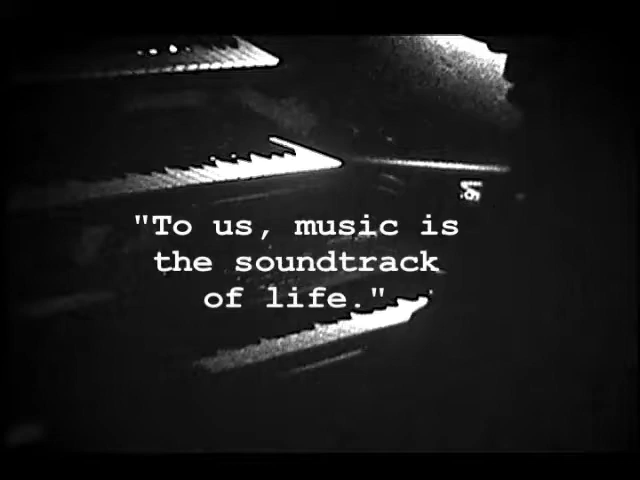 "To us, music is
the soundtrack
of life."